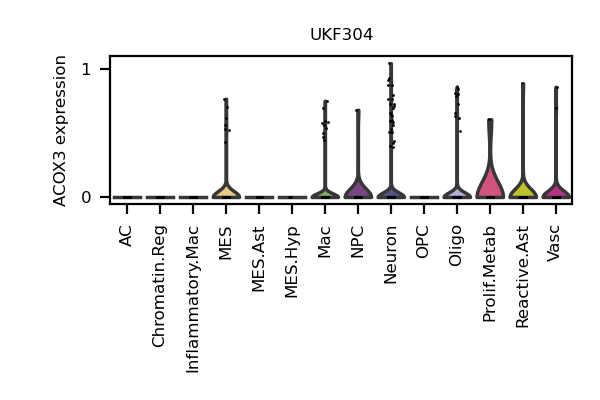 UKF304
ACOX3 expression
1
0
AC
Chromatin.Reg
Inflammatory.Mac
MES
MES.Ast
MES.Hyp
Mac
NPC
Neuron
OPC
Oligo
Prolif.Metab
Reactive.Ast
Vasc